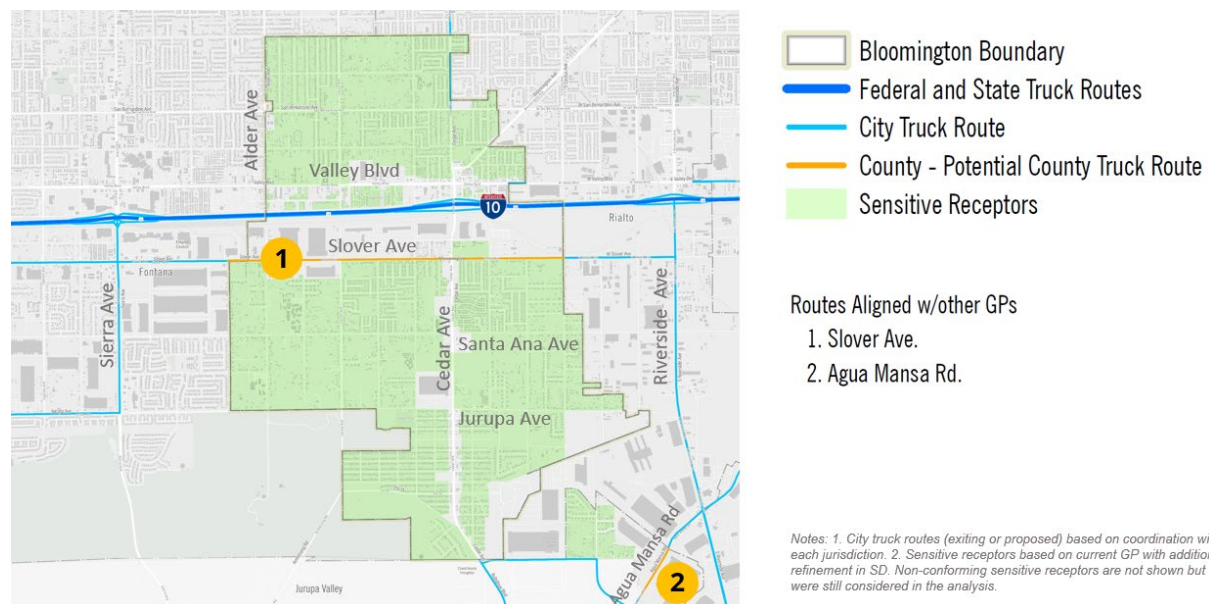 Alder Ave
Valley Blvd
INTERSTATE
10
Rialto
Slover Ave
1
Fontana
Sierra Ave
Cedar Ave
Santa Ana Ave
Riverside Ave
Jurupa Ave
Agua Mansa Rd
2
Jurupa Valley
Bloomington Boundary
Federal and State Truck Routes
City Truck Route
County - Potential County Truck Route
Sensitive Receptors
Routes Aligned w/other GPs
1. Slover Ave.
2. Agua Mansa Rd.
Notes: 1. City truck routes (exiting or proposed) based on coordination wi
each jurisdiction. 2. Sensitive receptors based on current GP with addition
refinement in SD. Non-conforming sensitive receptors are not shown but
were still considered in the analysis.